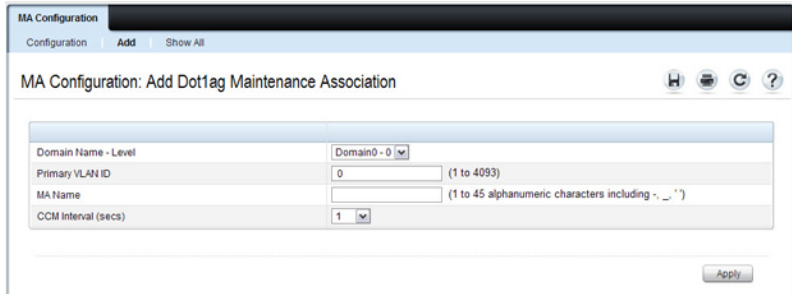 MA Configuration
Configuration Add Show All
MA Configuration: Add Dot1ag Maintenance Association
Domain Name - Level Domain0 - 0
Primary VLAN ID 0 (1 to 4093)
MA Name (1 to 45 alphanumeric characters including -, _, ' ')
CCM Interval (secs) 1
Apply